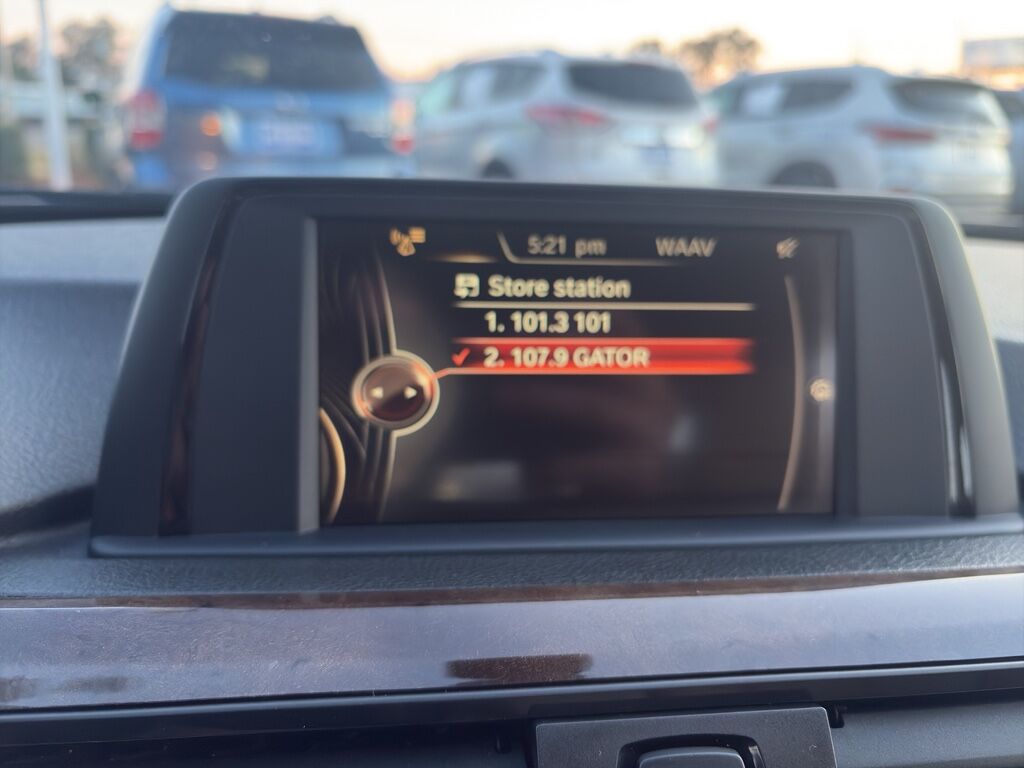 5:21 pm WAAV
Store station
1. 101.3 101
2. 107.9 GATOR